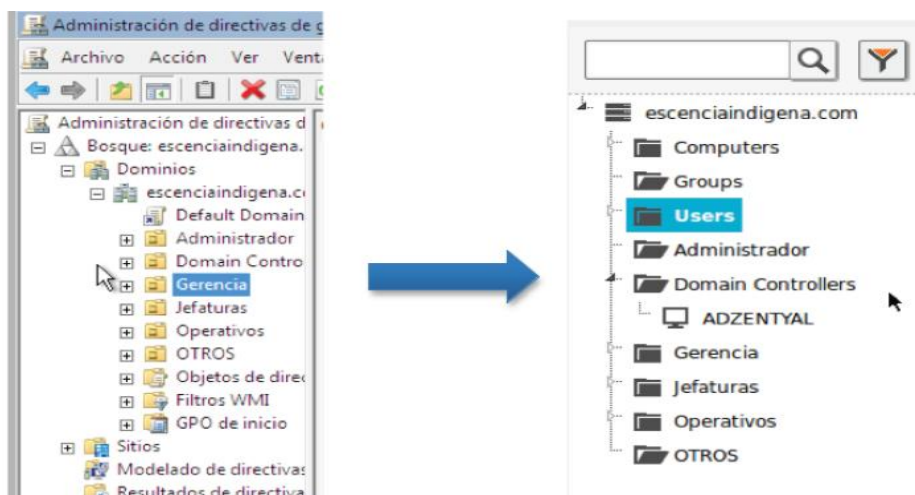 Administración de directivas de g
Archivo Acción Ver Vent
Administración de directivas d
Bosque: escenciaindigena.
Dominios
escenciaindigena.c
Default Domain
Administrador
Domain Contro
Gerencia
Jefaturas
Operativos
OTROS
Objetos de direc
Filtros WMI
GPO de inicio
Sitios
Modelado de directivas
Resultados de directiva
escenciaindigena.com
Computers
Groups
Users
Administrador
Domain Controllers
ADZENTYAL
Gerencia
Jefaturas
Operativos
OTROS